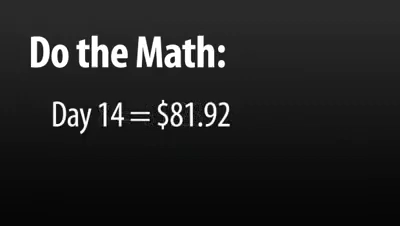 Do the Math:
Day 14 = $81.92